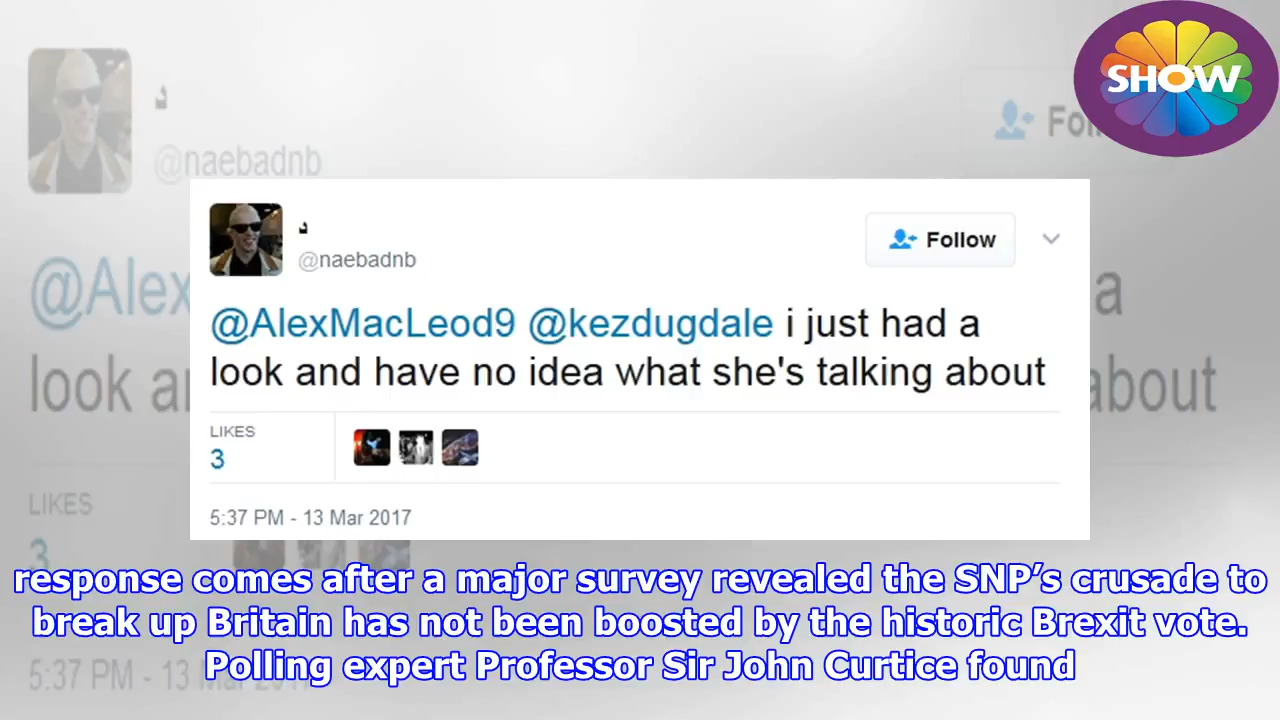 SHOW
د
@naebadnb
Follow
@AlexMacLeod9 @kezdugdale i just had a
look and have no idea what she's talking about
LIKES
3
5:37 PM - 13 Mar 2017
response comes after a major survey revealed the SNP’s crusade to
break up Britain has not been boosted by the historic Brexit vote.
Polling expert Professor Sir John Curtice found